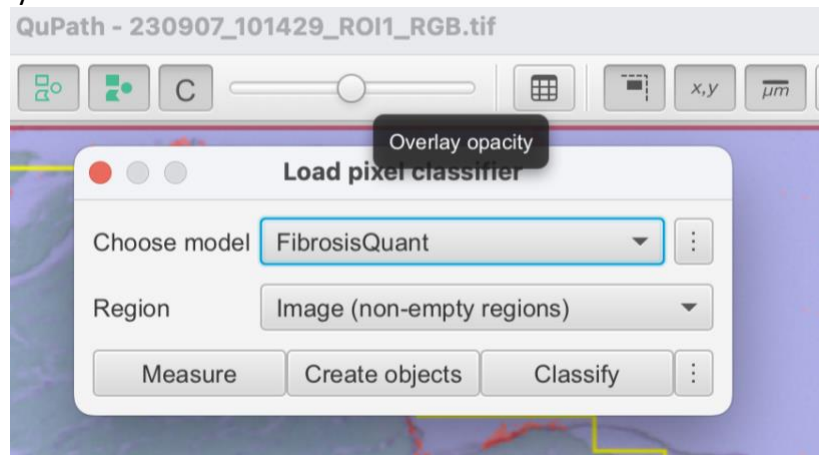 QuPath - 230907_101429_ROI1_RGB.tif
C
x,y
μm
Overlay opacity
Load pixel classifier
Choose model FibrosisQuant
Region Image (non-empty regions)
Measure Create objects Classify